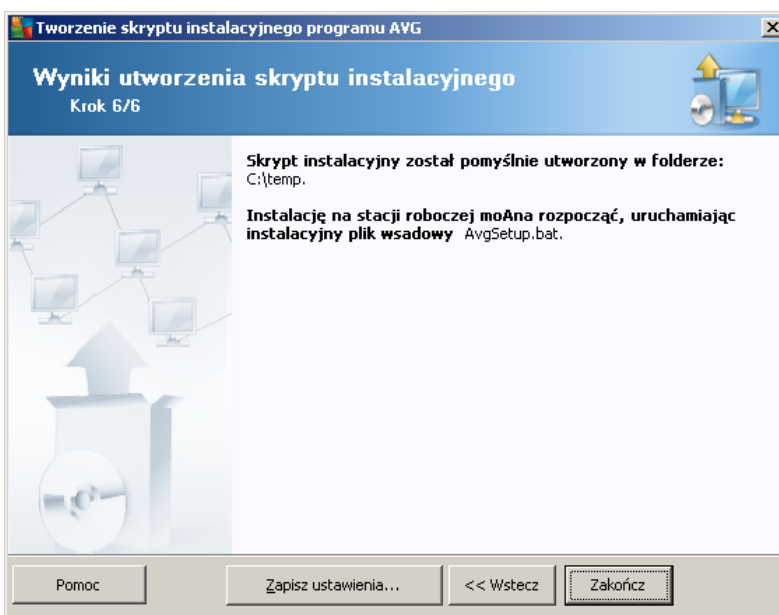 Tworzenie skryptu instalacyjnego programu AVG
Wyniki utworzenia skryptu instalacyjnego
Krok 6/6
Skrypt instalacyjny został pomyślnie utworzony w folderze:
C:\temp.
Instalację na stacji roboczej moAna rozpocząć, uruchamiając
instalacyjny plik wsadowy AvgSetup.bat.
Pomoc
Zapisz ustawienia...
<< Wstecz
Zakończ